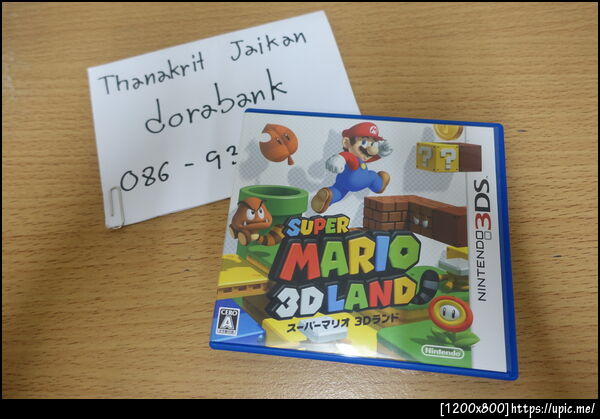 Thanakrit Jaikan
dorabank
086 - 93
SUPER
MARIO
3D LAND
スーパーマリオ 3Dランド
NINTENDO 3DS
? ?
CERO
A
Nintendo
[1200x800]https://upic.me/